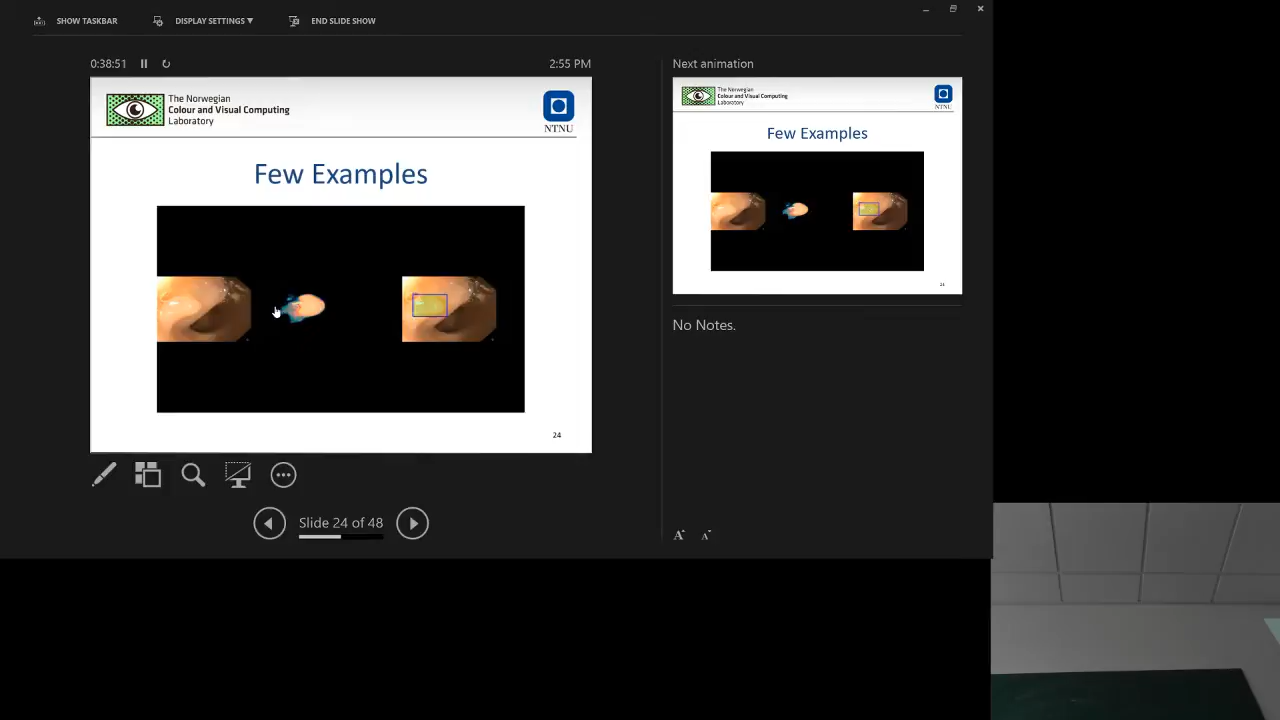 SHOW TASKBAR
DISPLAY SETTINGS ▼
END SLIDE SHOW
0:38:51
2:55 PM
The Norwegian
Colour and Visual Computing
Laboratory
NTNU
Few Examples
24
Slide 24 of 48
Next animation
The Norwegian
Colour and Visual Computing
Laboratory
NTNU
Few Examples
24
No Notes.
A
A